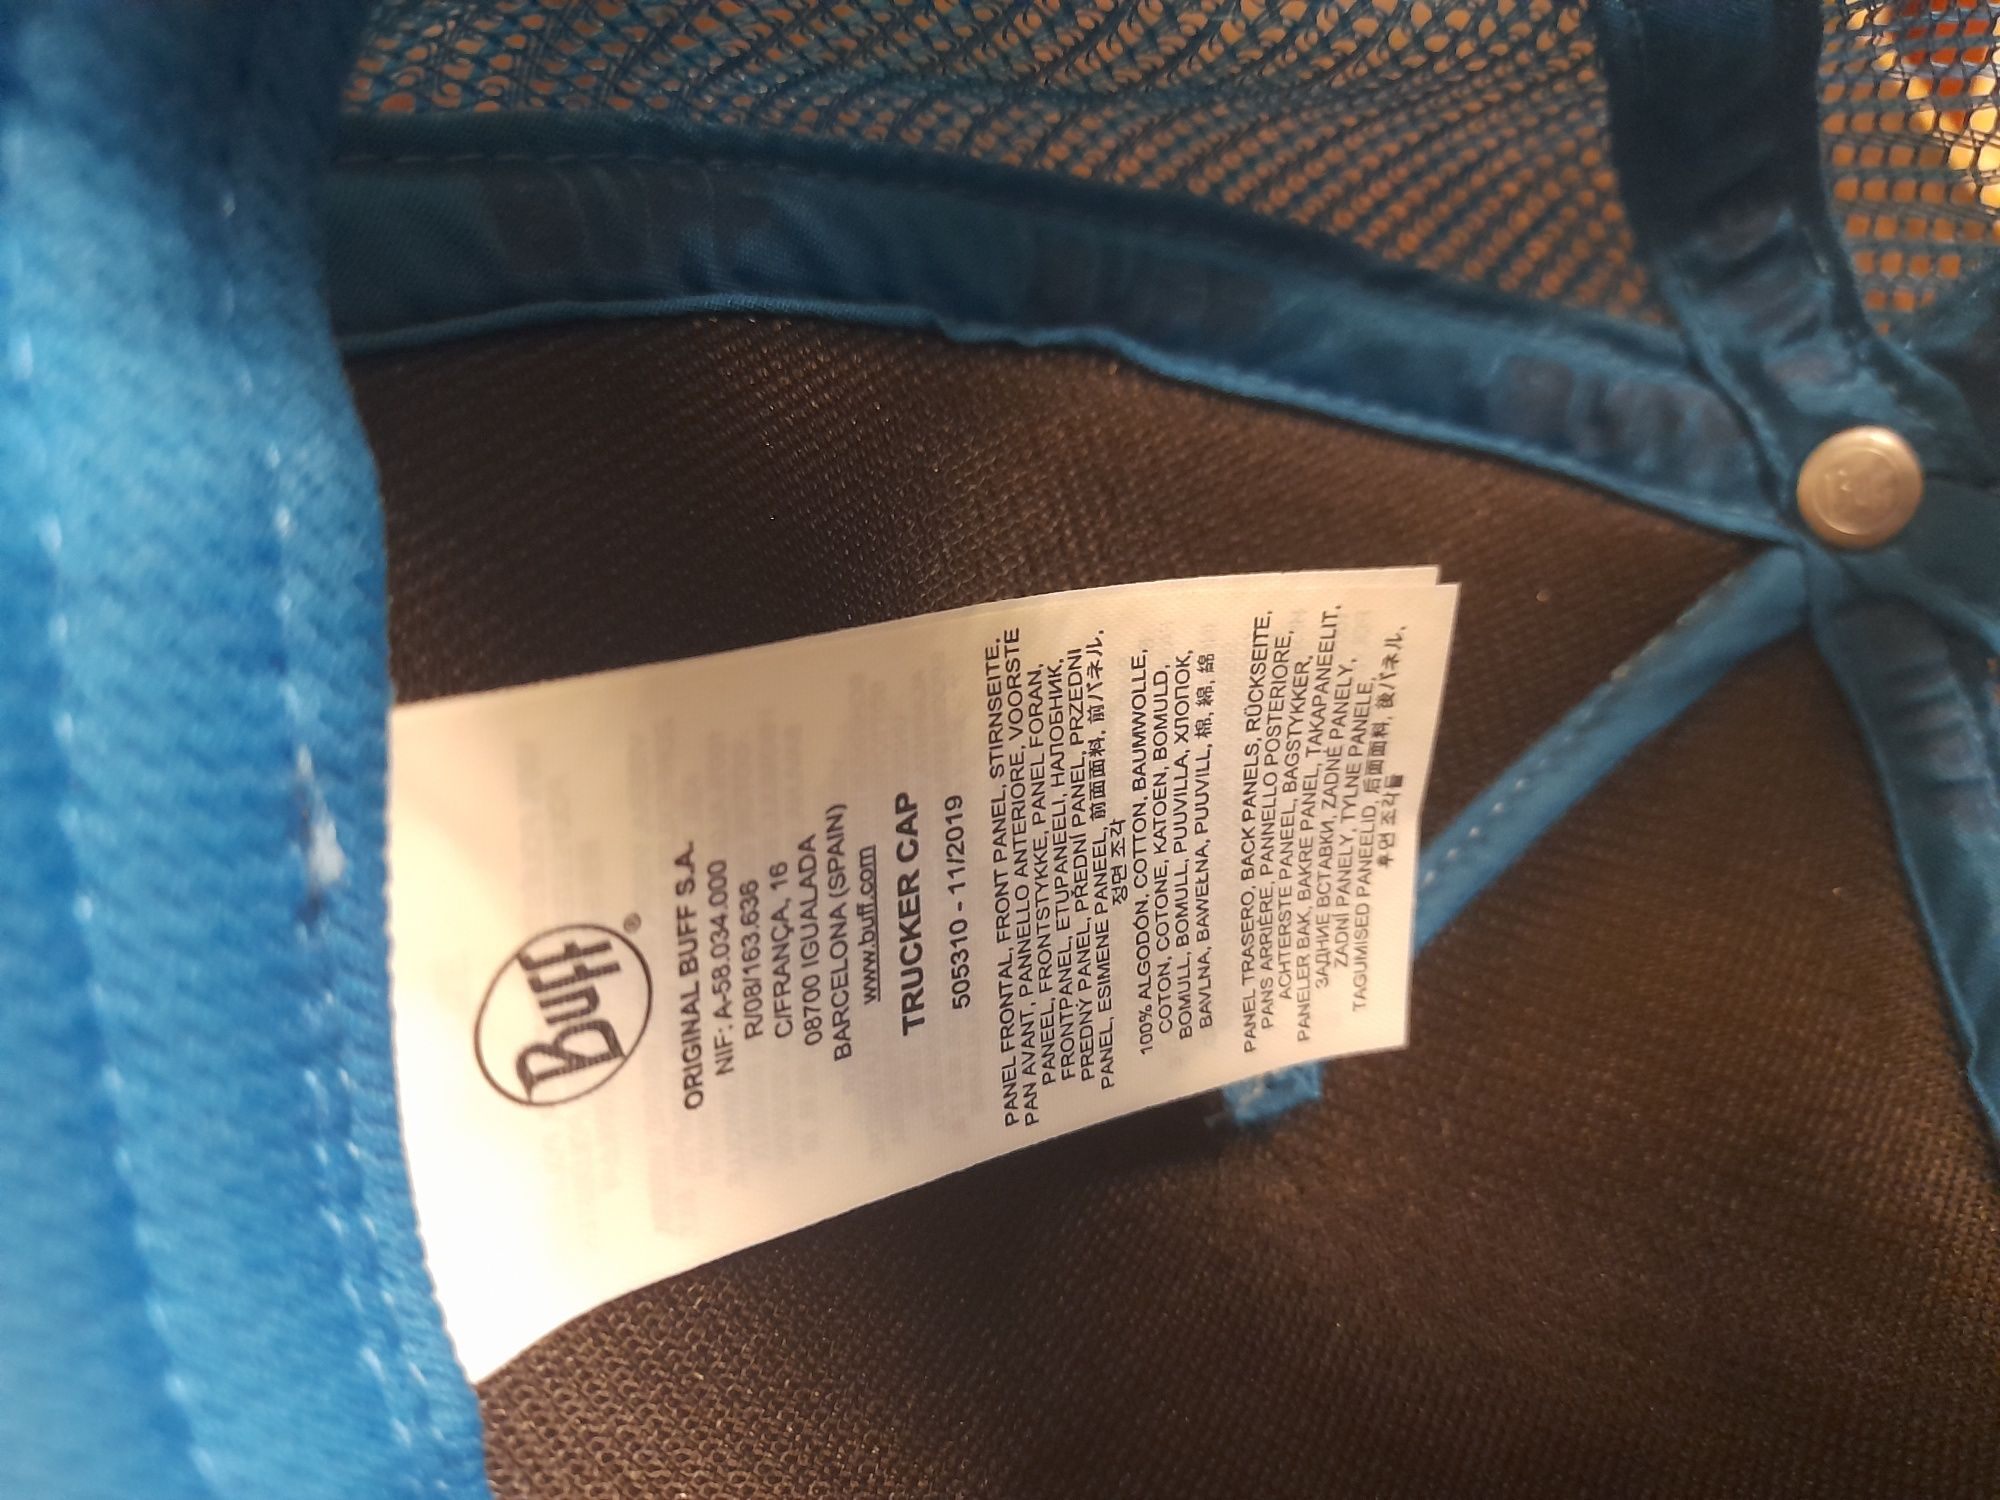 BUFF®
ORIGINAL BUFF S.A.
NIF: A-58.034.000
R/08/163.636
C/FRANÇA, 16
08700 IGUALADA
BARCELONA (SPAIN)
www.buff.com
TRUCKER CAP
505310 - 11/2019
PANEL FRONTAL, FRONT PANEL, STIRNSEITE,
PAN AVANT, PANNELLO ANTERIORE, VOORSTE
PANEEL, FRONTSTYKKE, PANEL FORAN,
FRONTPANEL, ETUPANEELI, НАЛОБНИК,
PREDNÝ PANEL, PŘEDNÍ PANEL, PRZEDNI
PANEL, ESIMENE PANEEL, 前面面料, 前パネル,
정면 조각
100% ALGODÓN, COTTON, BAUMWOLLE,
COTON, COTONE, KATOEN, BOMULD,
BOMULL, BOMULL, PUUVILLA, ХЛОПОК,
BAVLNA, BAWEŁNA, PUUVILL, 棉, 綿, 綿
PANEL TRASERO, BACK PANELS, RÜCKSEITE,
PANS ARRIÈRE, PANNELLO POSTERIORE,
ACHTERSTE PANEEL, BAGSTYKKER,
PANELER BAK, BAKRE PANEL, TAKAPANEELIT,
ЗАДНИЕ ВСТАВКИ, ZADNÉ PANELY,
ZADNÍ PANELY, TYLNE PANELE,
TAGUMISED PANEELID, 后面面料, 後パネル,
후면 조각들